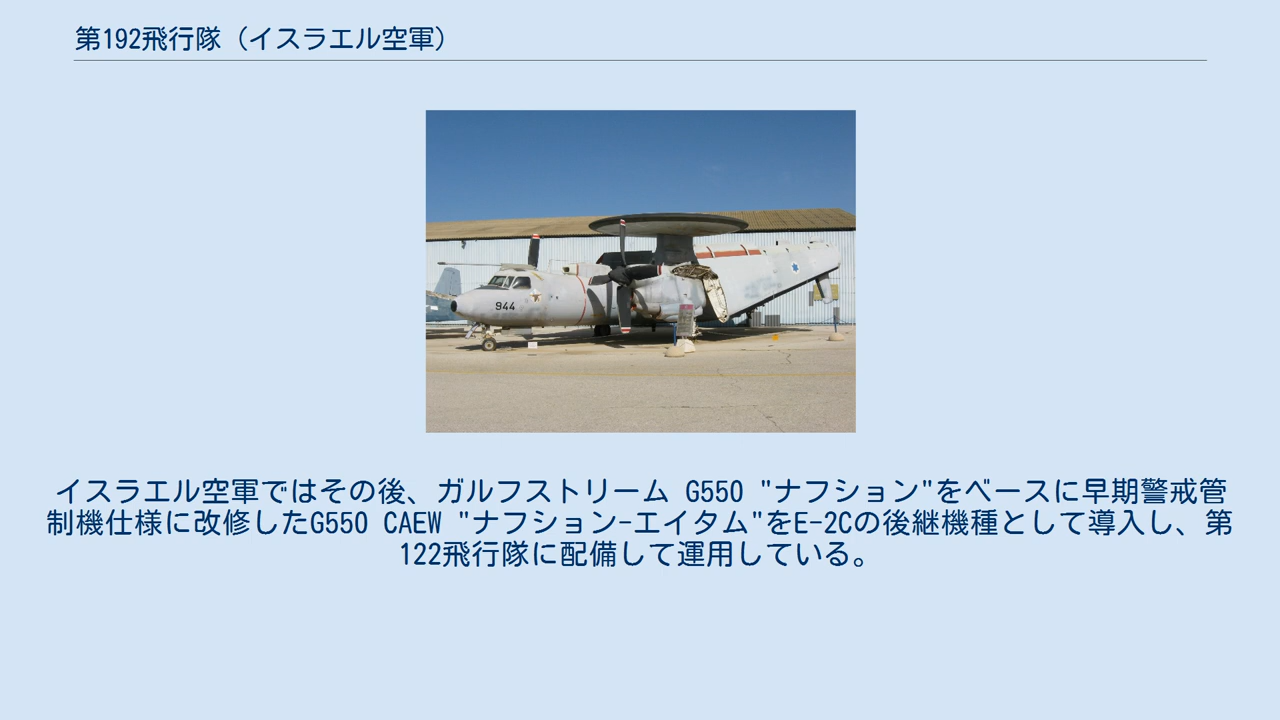 第192飛行隊（イスラエル空軍）
944
イスラエル空軍ではその後、ガルフストリーム G550 "ナフション"をベースに早期警戒管
制機仕様に改修したG550 CAEW "ナフション-エイタム"をE-2Cの後継機種として導入し、第
122飛行隊に配備して運用している。